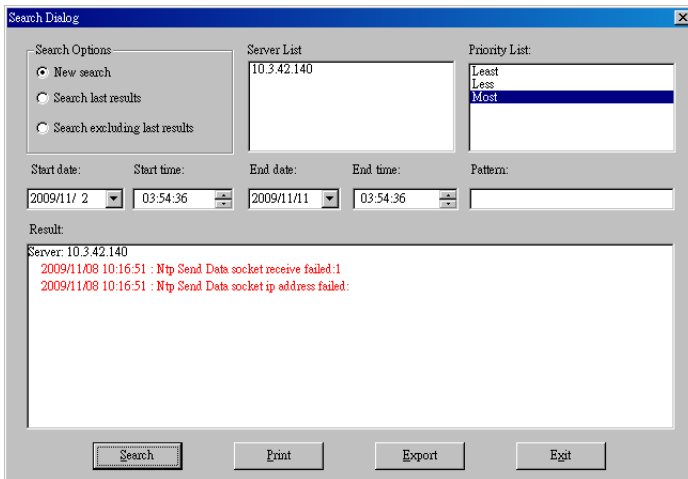 Search Dialog
Search Options
New search
Search last results
Search excluding last results
Server List
10.3.42.140
Priority List:
Least
Less
Most
Start date:
Start time:
End date:
End time:
Pattern:
2009/11/ 2
03:54:36
2009/11/11
03:54:36
Result:
Server: 10.3.42.140
2009/11/08 10:16:51 : Ntp Send Data socket receive failed:1
2009/11/08 10:16:51 : Ntp Send Data socket ip address failed:
Search
Print
Export
Exit